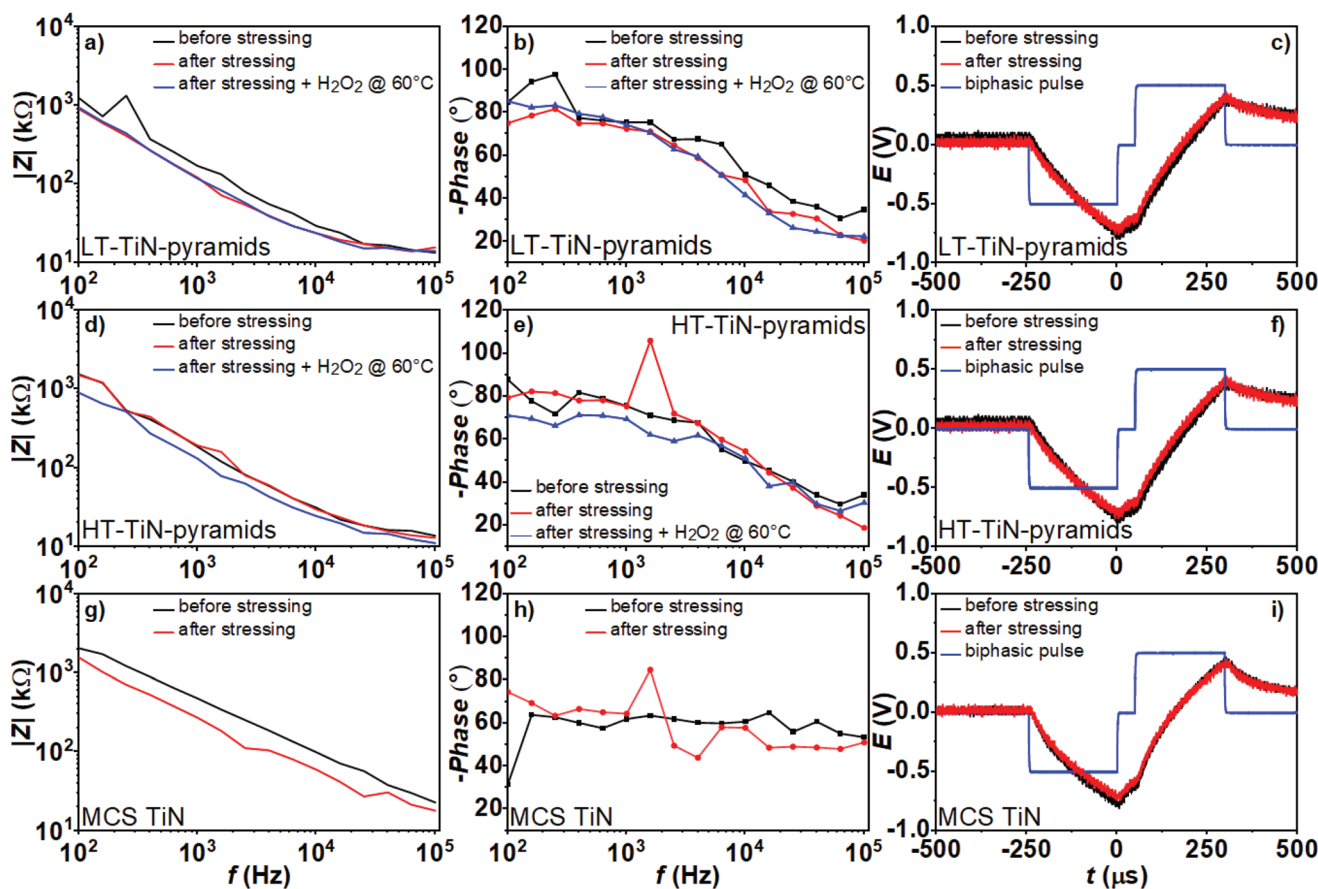 a)
before stressing
after stressing
after stressing + H₂O₂ @ 60°C
|Z| (kΩ)
10⁴
10³
10²
10¹
LT-TiN-pyramids
10² 10³ 10⁴ 10⁵
b)
before stressing
after stressing
after stressing + H₂O₂ @ 60°C
-Phase (°)
120
100
80
60
40
20
LT-TiN-pyramids
10² 10³ 10⁴ 10⁵
c)
before stressing
after stressing
biphasic pulse
E (V)
1.0
0.5
0.0
-0.5
-1.0
LT-TiN-pyramids
-500 -250 0 250 500
d)
before stressing
after stressing
after stressing + H₂O₂ @ 60°C
|Z| (kΩ)
10⁴
10³
10²
10¹
HT-TiN-pyramids
10² 10³ 10⁴ 10⁵
e)
HT-TiN-pyramids
-Phase (°)
120
100
80
60
40
20
before stressing
after stressing
after stressing + H₂O₂ @ 60°C
10² 10³ 10⁴ 10⁵
f)
before stressing
after stressing
biphasic pulse
E (V)
1.0
0.5
0.0
-0.5
-1.0
HT-TiN-pyramids
-500 -250 0 250 500
g)
before stressing
after stressing
|Z| (kΩ)
10⁴
10³
10²
10¹
MCS TiN
10² 10³ 10⁴ 10⁵
f (Hz)
h)
before stressing
after stressing
-Phase (°)
120
100
80
60
40
20
MCS TiN
10² 10³ 10⁴ 10⁵
f (Hz)
i)
before stressing
after stressing
biphasic pulse
E (V)
1.0
0.5
0.0
-0.5
-1.0
MCS TiN
-500 -250 0 250 500
t (μs)